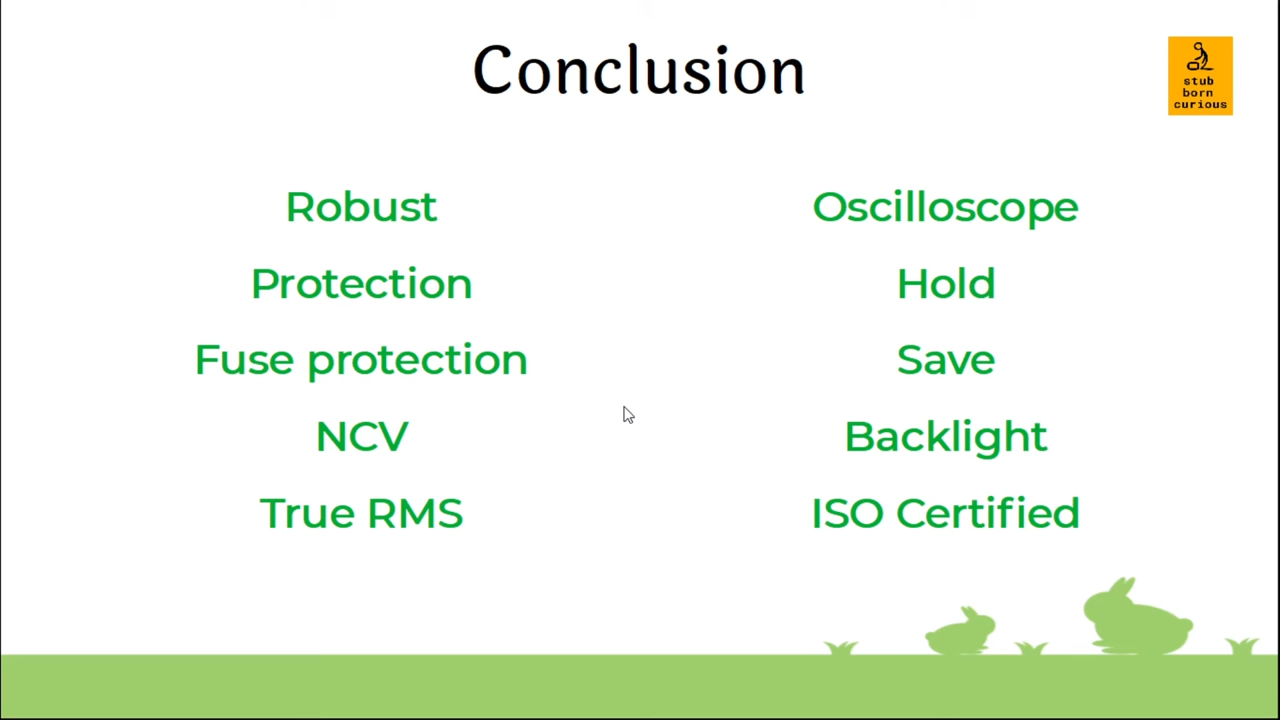 Conclusion
stub
born
curious
Robust
Protection
Fuse protection
NCV
True RMS
Oscilloscope
Hold
Save
Backlight
ISO Certified